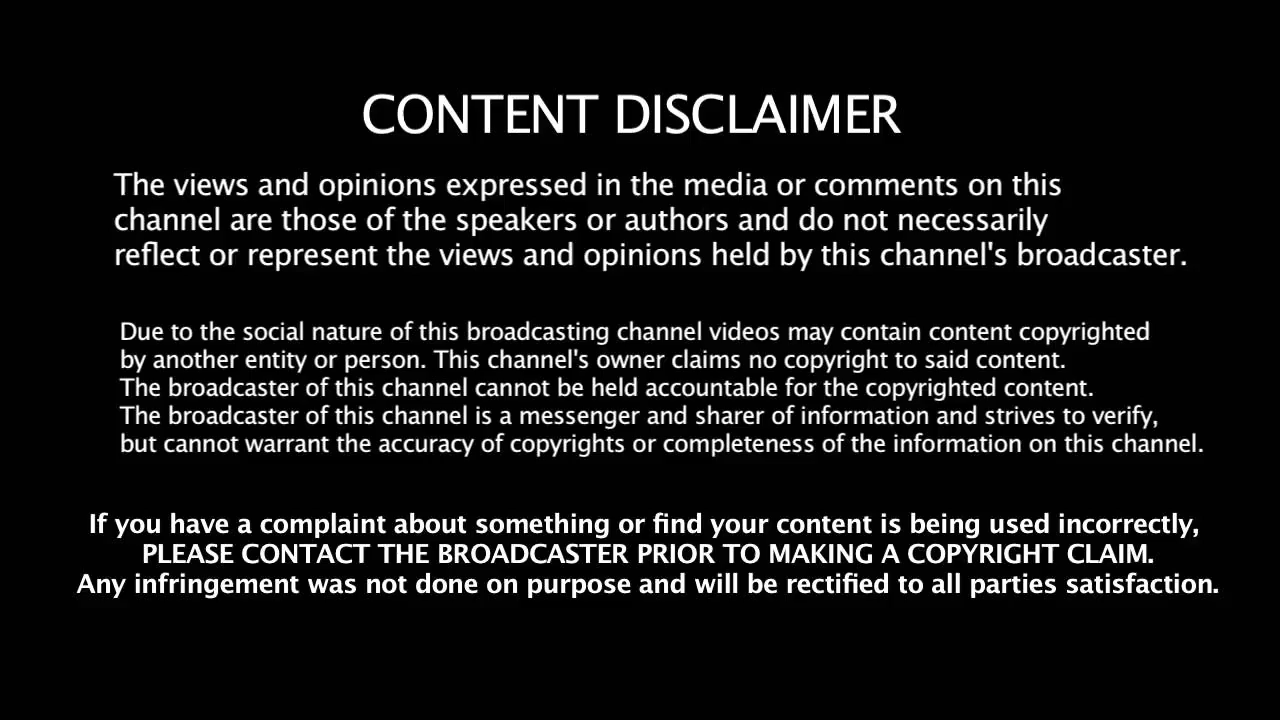 CONTENT DISCLAIMER
The views and opinions expressed in the media or comments on this
channel are those of the speakers or authors and do not necessarily
reflect or represent the views and opinions held by this channel's broadcaster.
Due to the social nature of this broadcasting channel videos may contain content copyrighted
by another entity or person. This channel's owner claims no copyright to said content.
The broadcaster of this channel cannot be held accountable for the copyrighted content.
The broadcaster of this channel is a messenger and sharer of information and strives to verify,
but cannot warrant the accuracy of copyrights or completeness of the information on this channel.
If you have a complaint about something or find your content is being used incorrectly,
PLEASE CONTACT THE BROADCASTER PRIOR TO MAKING A COPYRIGHT CLAIM.
Any infringement was not done on purpose and will be rectified to all parties satisfaction.